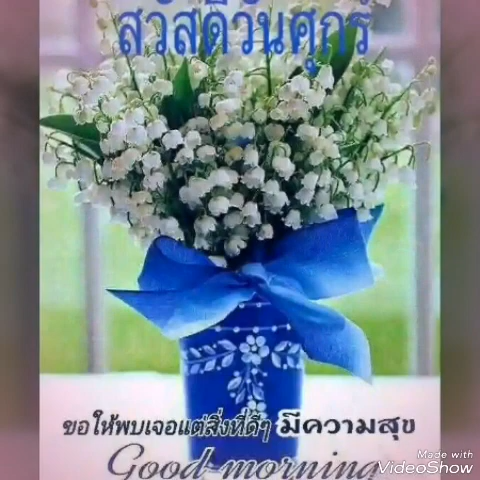 สวัสดีวันศุกร์
ขอให้พบเจอแต่สิ่งที่ดีๆ มีความสุข
Good morning
Made with
VideoShow